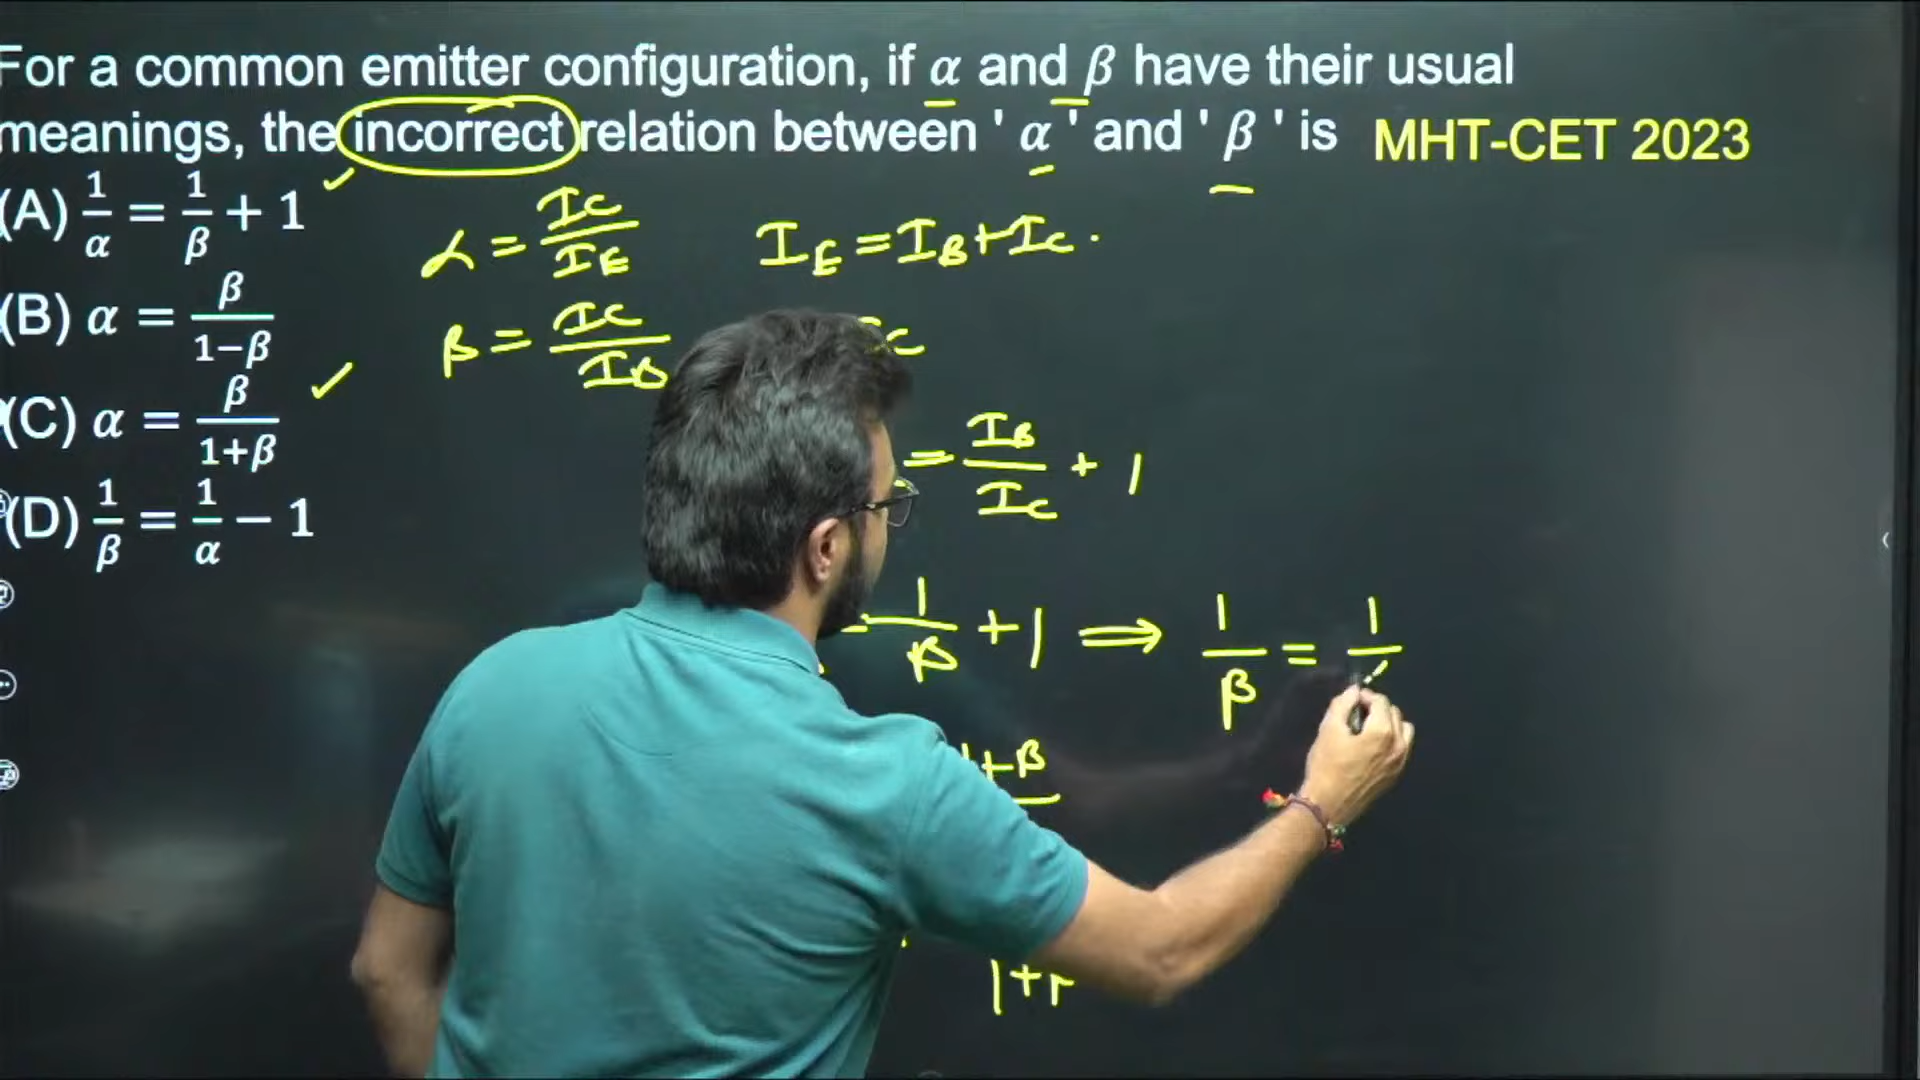 For a common emitter configuration, if α and β have their usual
meanings, the incorrect relation between ' α ' and ' β ' is MHT-CET 2023
(A) 1/α = 1/β + 1 ✓
(B) α = β/(1−β)
(C) α = β/(1+β) ✓
(D) 1/β = 1/α − 1
α = IC/IE
IE = IB + IC.
β = IC/IB
= IB/IC + 1
1/β + 1 ⇒ 1/β = 1/
1+β
1+